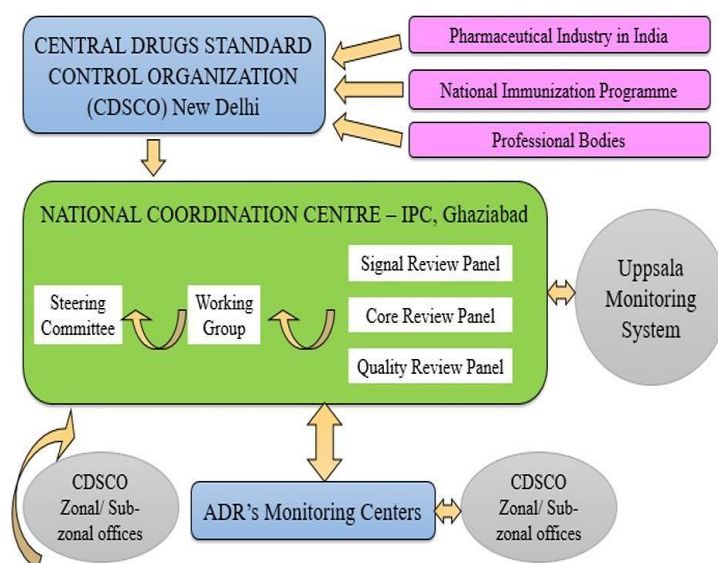 CENTRAL DRUGS STANDARD
CONTROL ORGANIZATION
(CDSCO) New Delhi
Pharmaceutical Industry in India
National Immunization Programme
Professional Bodies
NATIONAL COORDINATION CENTRE – IPC, Ghaziabad
Signal Review Panel
Steering
Committee
Working
Group
Core Review Panel
Quality Review Panel
Uppsala
Monitoring
System
CDSCO
Zonal/ Sub-
zonal offices
ADR’s Monitoring Centers
CDSCO
Zonal/ Sub-
zonal offices